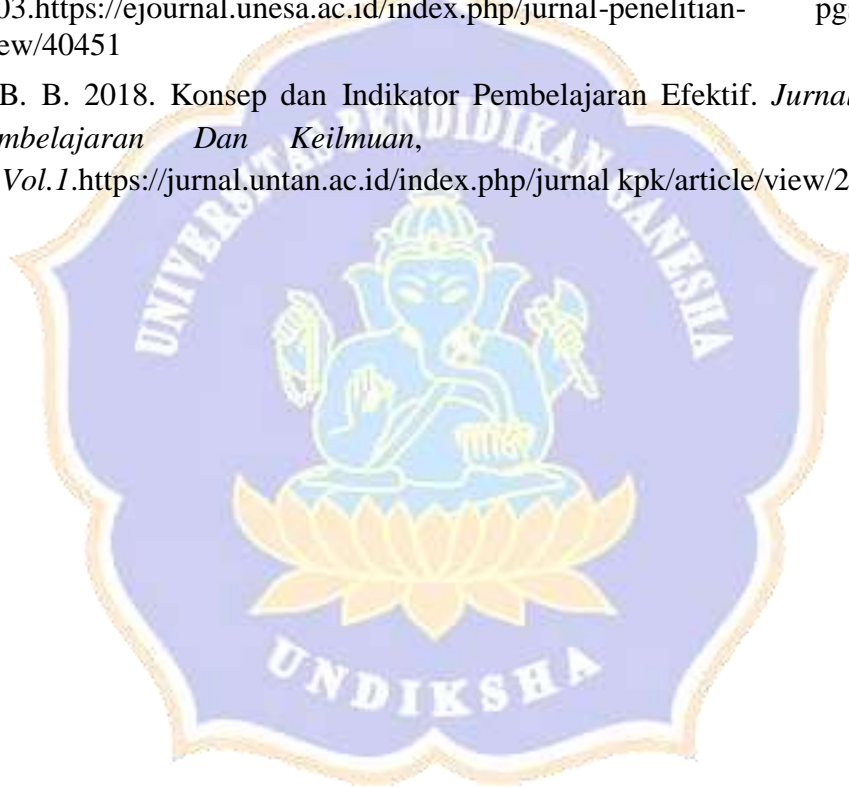 03.https://ejournal.unesa.ac.id/index.php/jurnal-penelitian- pg
ew/40451
B. B. 2018. Konsep dan Indikator Pembelajaran Efektif. Jurnal
mbelajaran Dan Keilmuan,
Vol.1.https://jurnal.untan.ac.id/index.php/jurnal kpk/article/view/2
UNIVERSITAS PENDIDIKAN GANESHA
UNDIKSHA